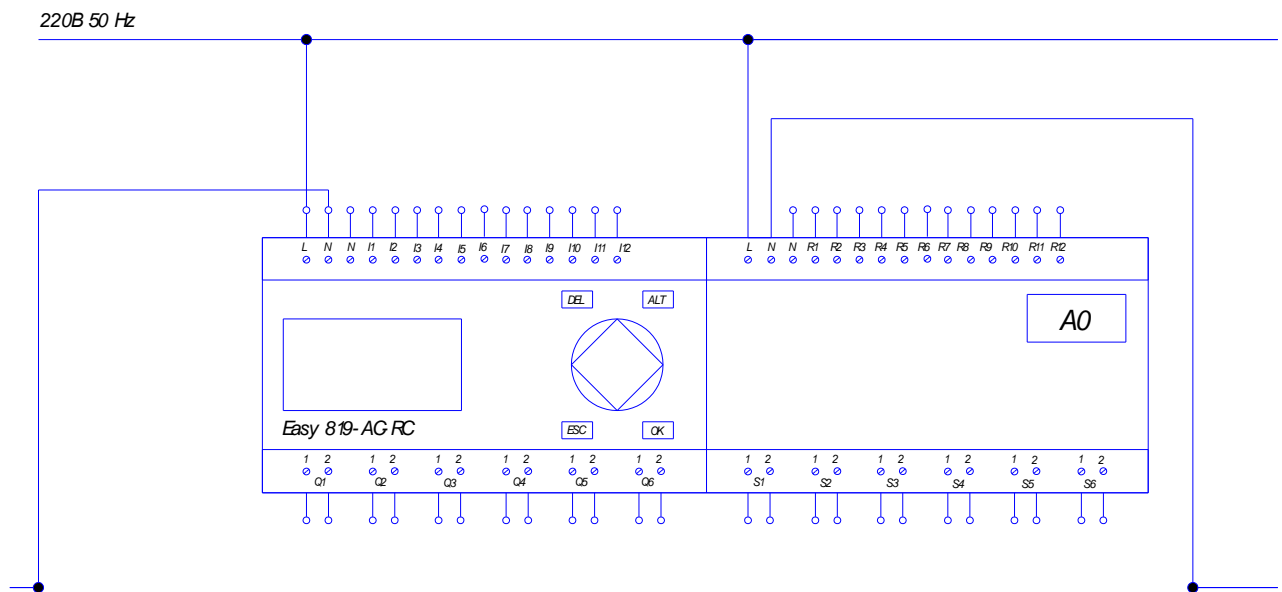 220В 50 Hz
L N N I1 I2 I3 I4 I5 I6 I7 I8 I9 I10 I11 I12
L N N R1 R2 R3 R4 R5 R6 R7 R8 R9 R10 R11 R12
DEL ALT
A0
Easy 819-AC-RC
ESC OK
1 2 1 2 1 2 1 2 1 2 1 2
1 2 1 2 1 2 1 2 1 2 1 2
Q1 Q2 Q3 Q4 Q5 Q6
S1 S2 S3 S4 S5 S6